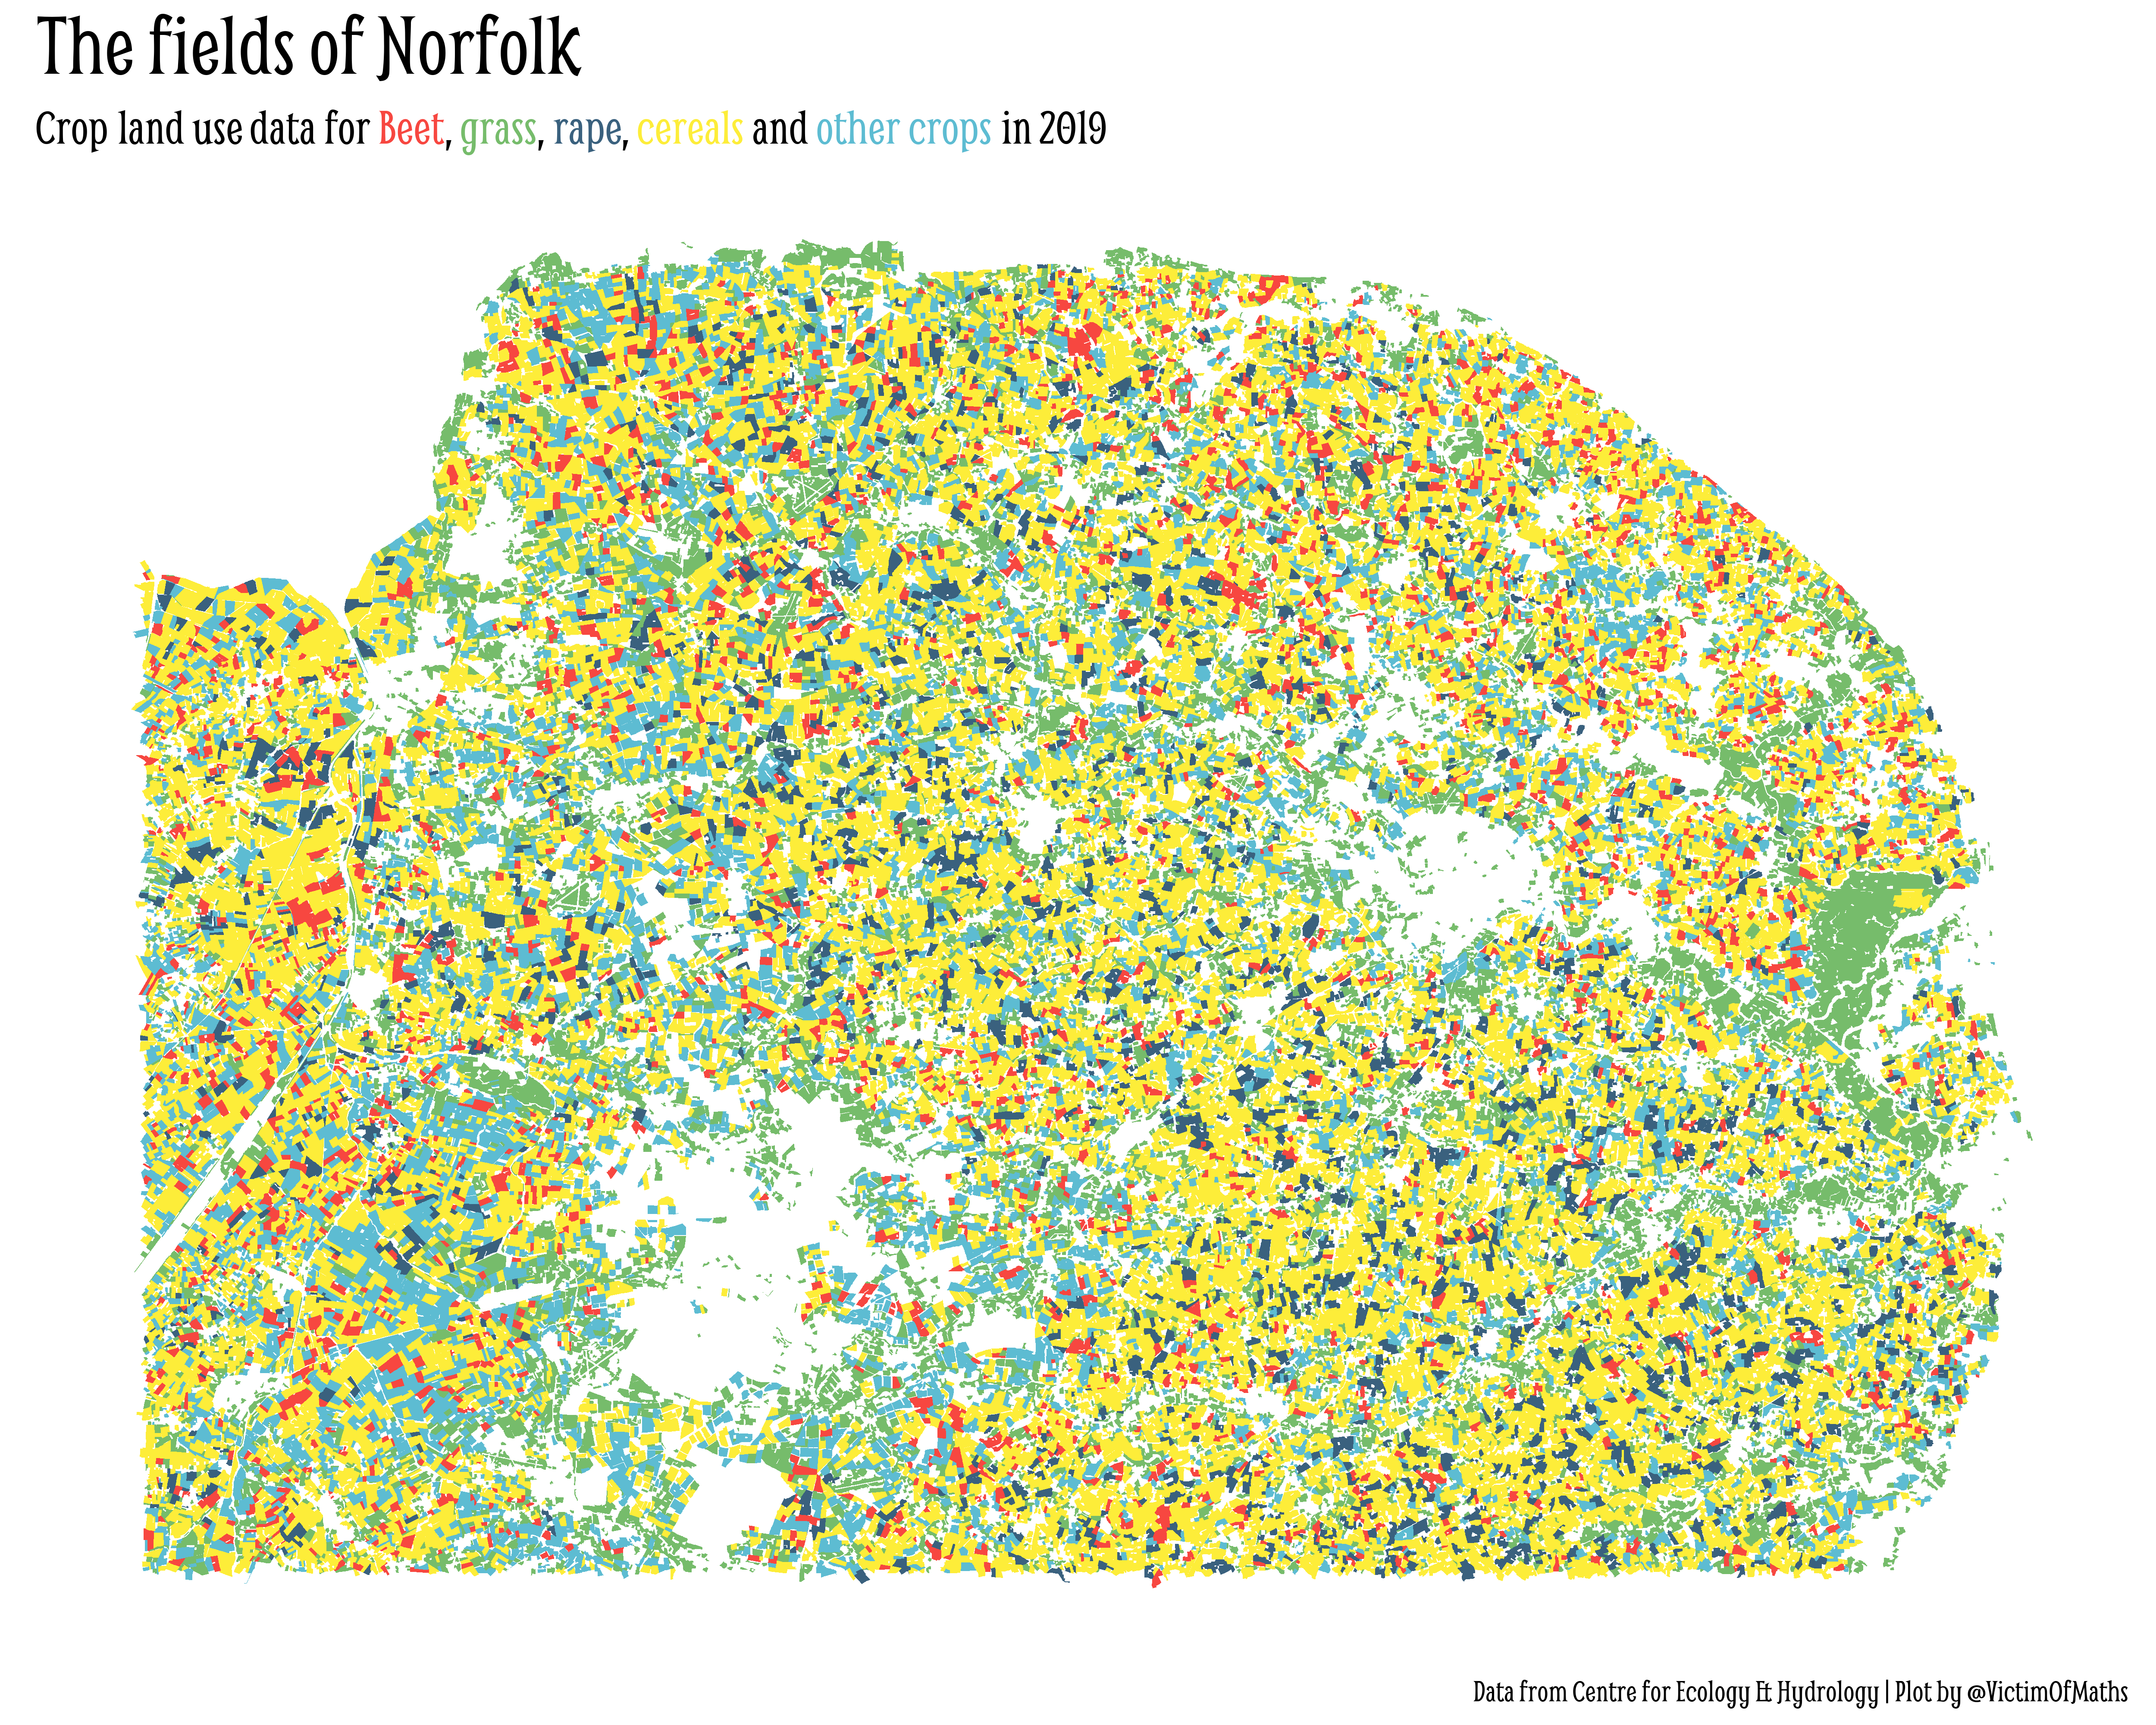 The fields of Norfolk
Crop land use data for Beet, grass, rape, cereals and other crops in 2019
Data from Centre for Ecology & Hydrology | Plot by @VictimOfMaths